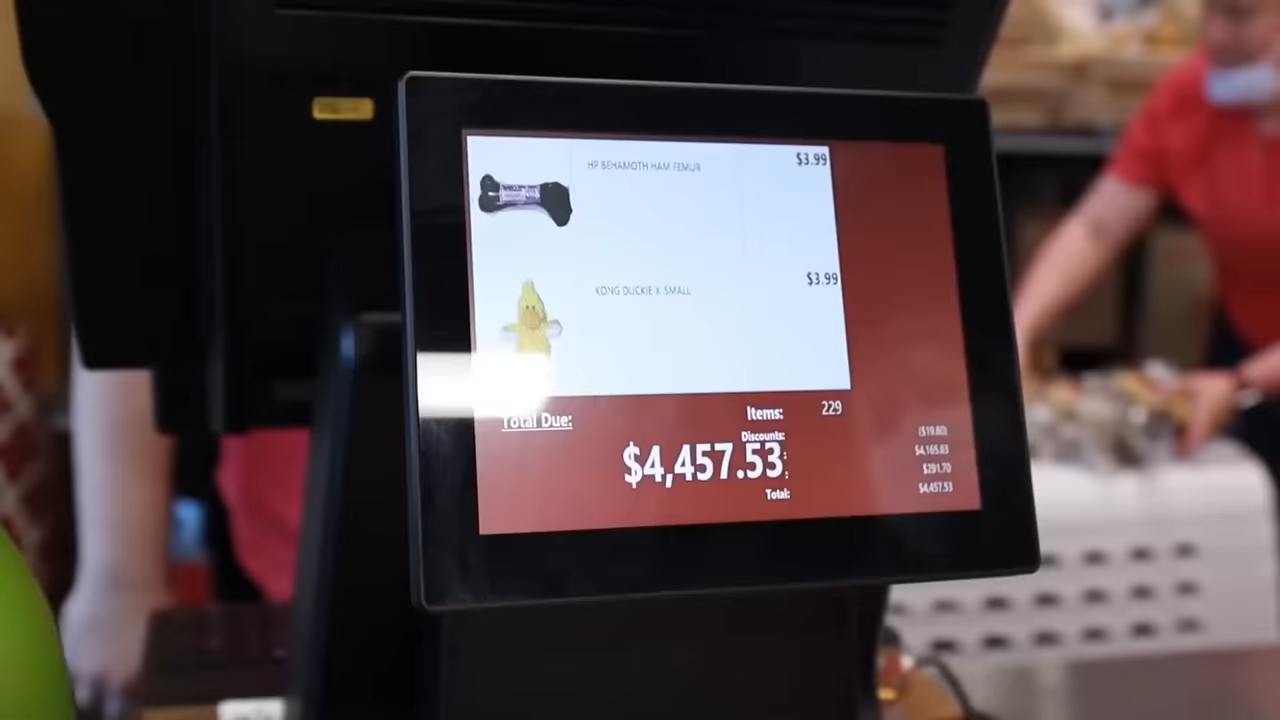 HP BEHAMOTH HAM FEMUR $3.99
KONG DUCKIE X SMALL $3.99
Total Due: Items: 229
Discounts: ($19.80)
$4,457.53 : $4,165.83
: $291.70
Total: $4,457.53